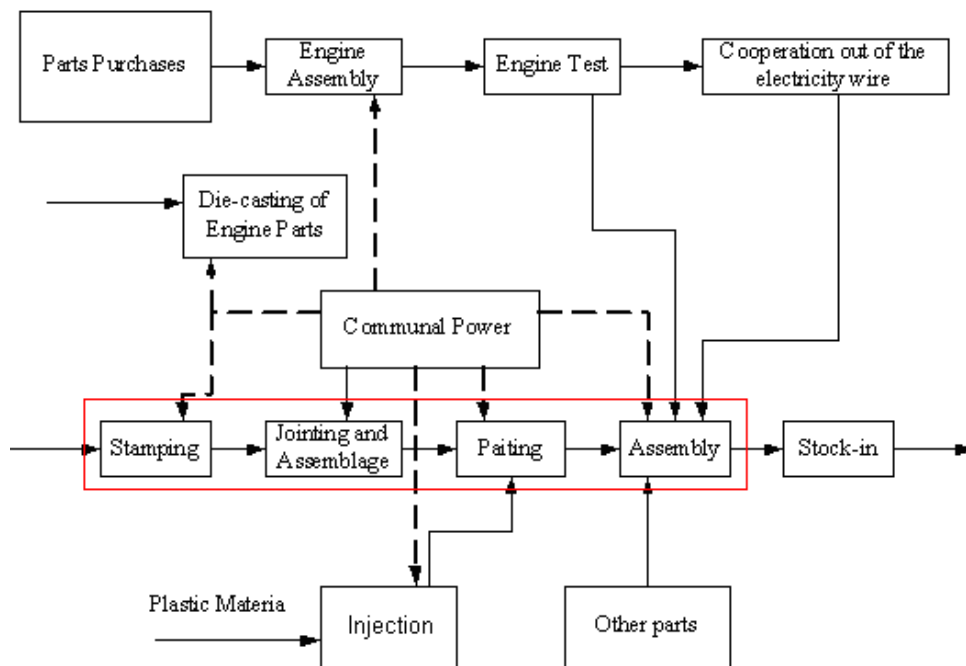 Parts Purchases
Engine
Assembly
Engine Test
Cooperation out of the
electricity wire
Die-casting of
Engine Parts
Communal Power
Stamping
Jointing and
Assemblage
Paiting
Assembly
Stock-in
Plastic Materia
Injection
Other parts